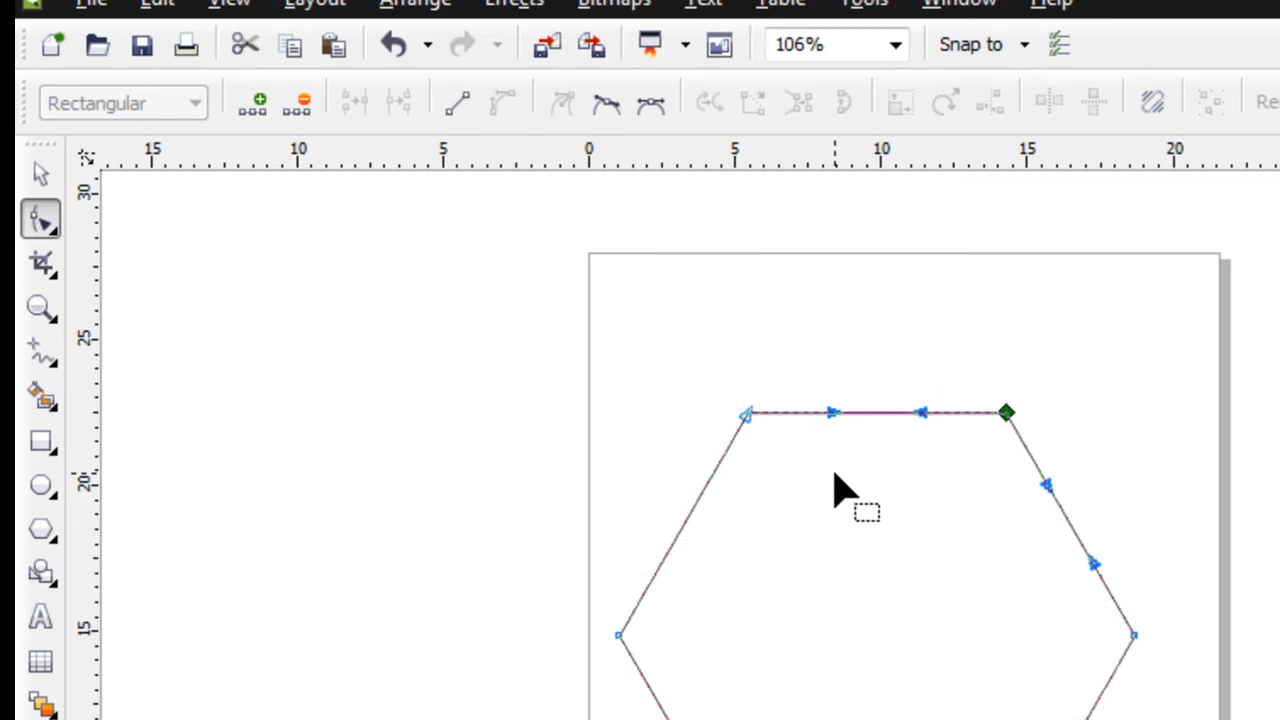 File Edit View Layout Arrange Effects Bitmaps Text Table Tools Window Help
106% Snap to
Rectangular Re
15 10 5 0 5 10 15 20
30
25
20
15